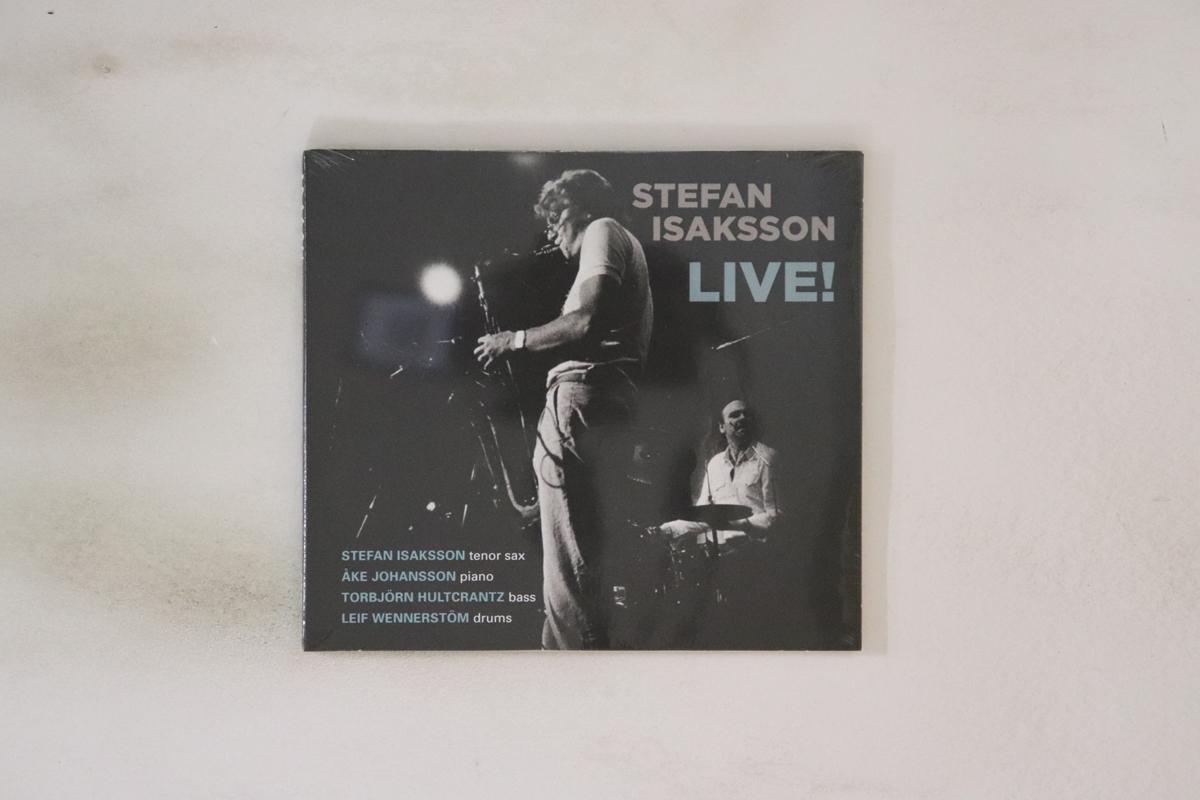 STEFAN
ISAKSSON
LIVE!
STEFAN ISAKSSON tenor sax
ÅKE JOHANSSON piano
TORBJÖRN HULTCRANTZ bass
LEIF WENNERSTÖM drums